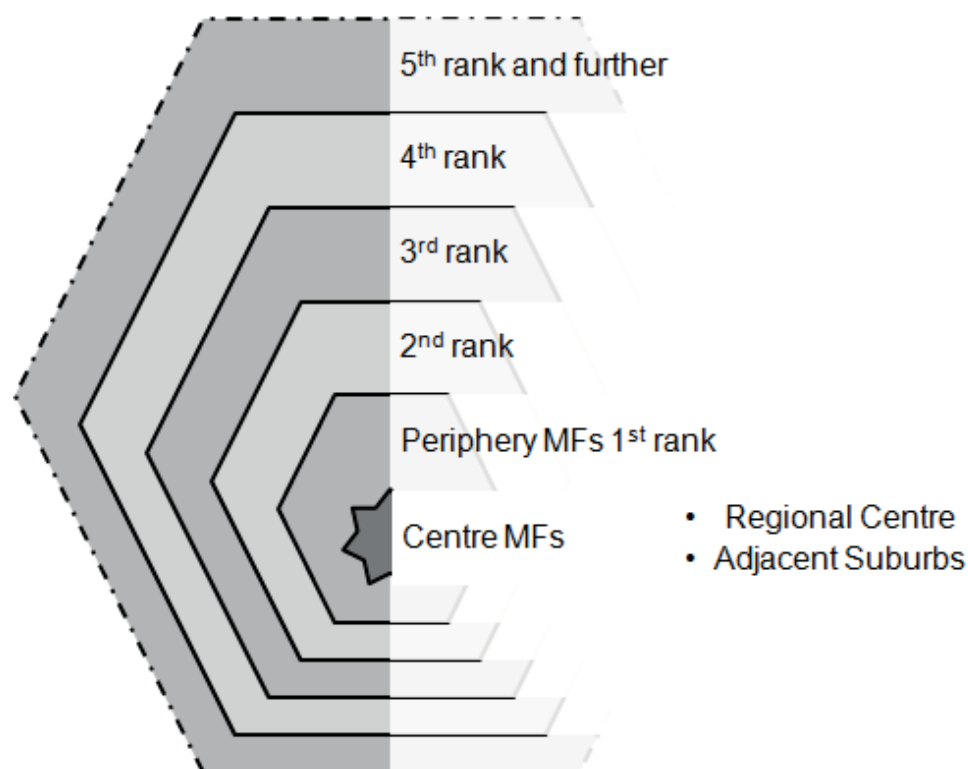 5th rank and further
4th rank
3rd rank
2nd rank
Periphery MFs 1st rank
Centre MFs
• Regional Centre
• Adjacent Suburbs